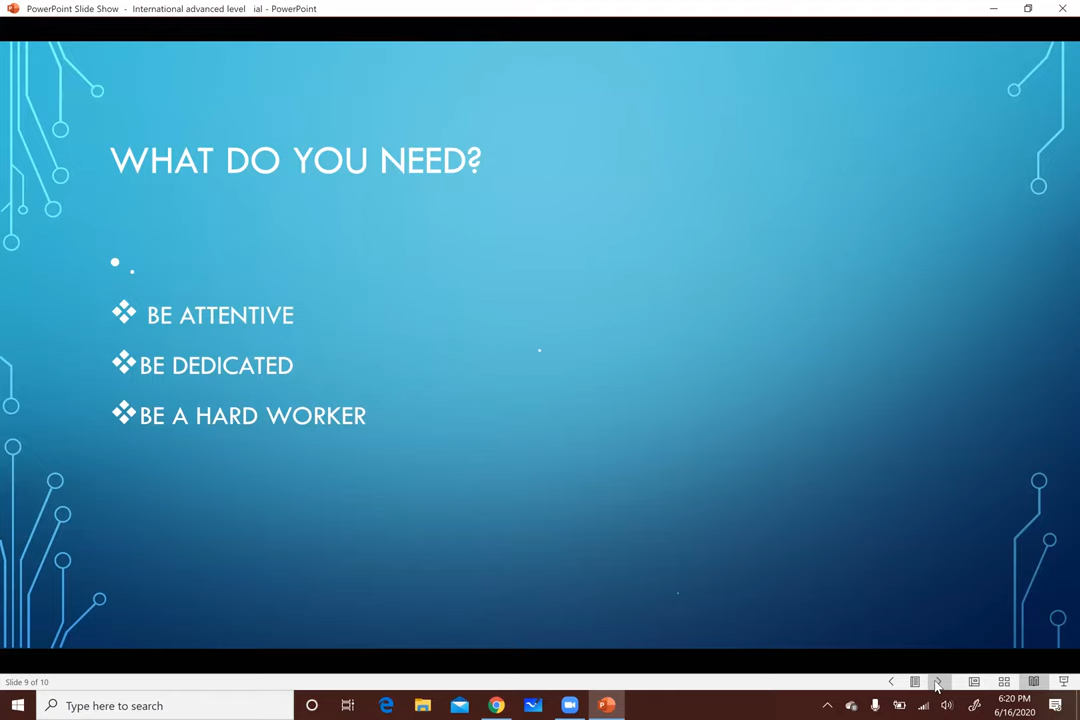 PowerPoint Slide Show - International advanced level ial - PowerPoint
WHAT DO YOU NEED?
• .
❖ BE ATTENTIVE
❖BE DEDICATED
❖BE A HARD WORKER
Slide 9 of 10
Type here to search
6:20 PM
6/16/2020